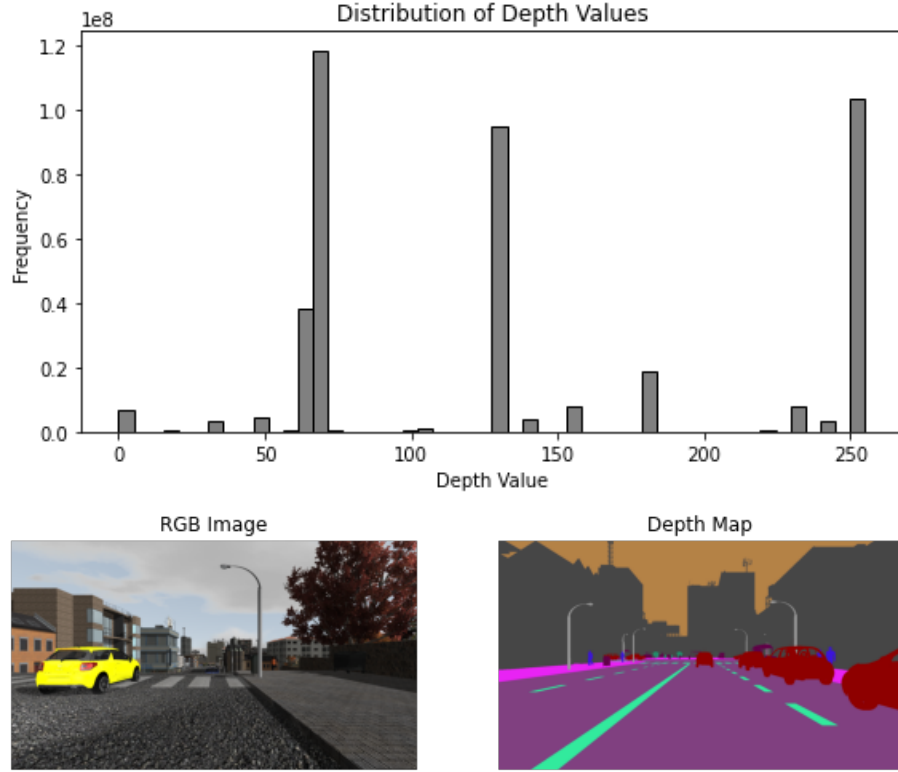 Distribution of Depth Values
1e8
1.2
1.0
0.8
0.6
0.4
0.2
0.0
Frequency
0 50 100 150 200 250
Depth Value
RGB Image Depth Map